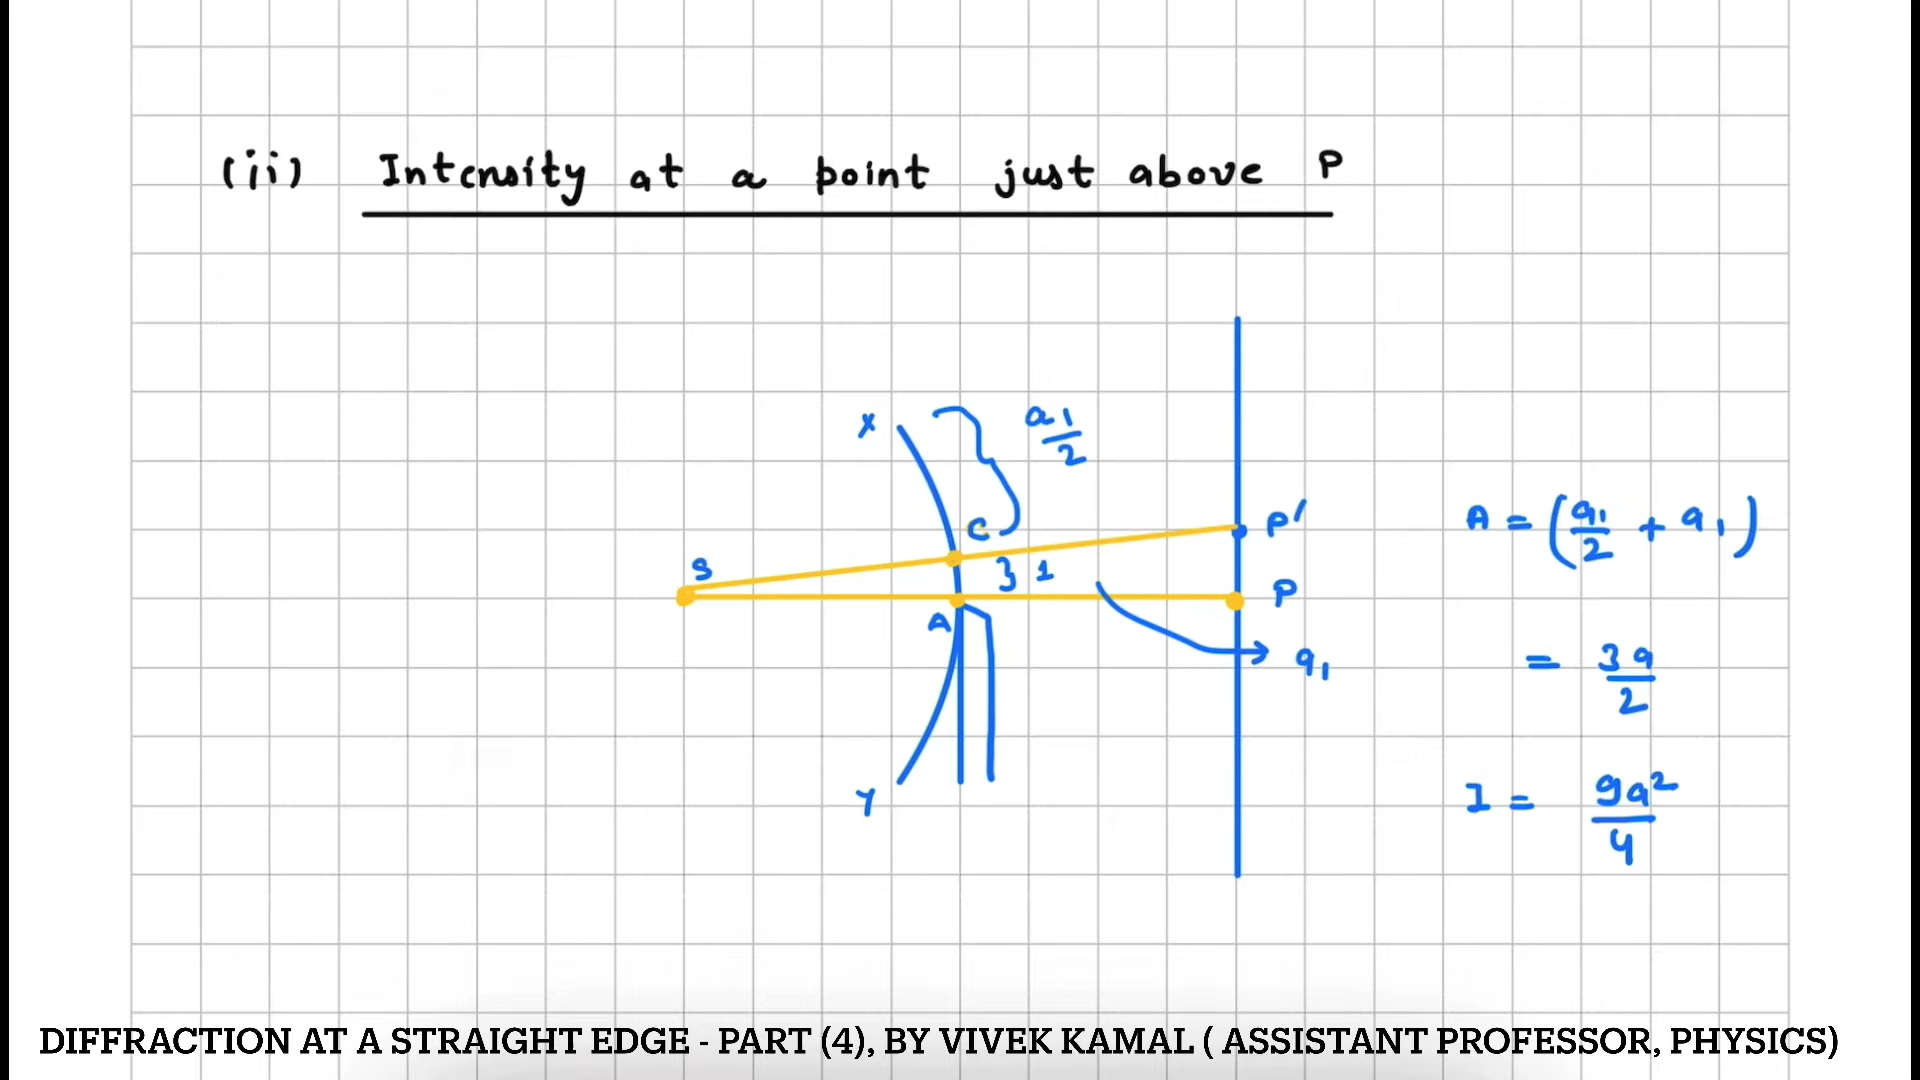 (ii) Intensity at a point just above P
X
a1/2
C
P'
A = (a1/2 + a1)
S
} 1
P
A
a1
= 3a/2
Y
I = 9a²/4
DIFFRACTION AT A STRAIGHT EDGE - PART (4), BY VIVEK KAMAL ( ASSISTANT PROFESSOR, PHYSICS)